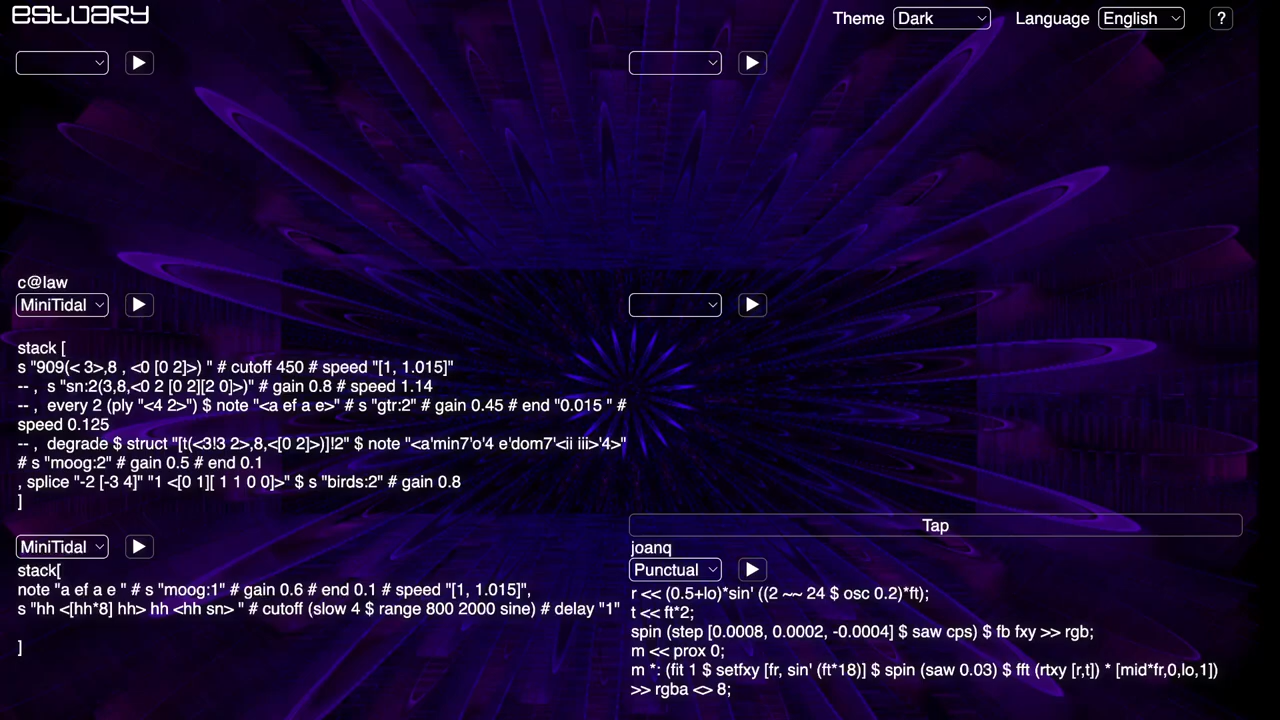 estuary
Theme Dark Language English ?
c@law
MiniTidal
stack [
s "909(< 3>,8 , <0 [0 2]>) " # cutoff 450 # speed "[1, 1.015]"
-- , s "sn:2(3,8,<0 2 [0 2][2 0]>)" # gain 0.8 # speed 1.14
-- , every 2 (ply "<4 2>") $ note "<a ef a e>" # s "gtr:2" # gain 0.45 # end "0.015 " #
speed 0.125
-- , degrade $ struct "[t(<3!3 2>,8,<[0 2]>)]!2" $ note "<a'min7'o'4 e'dom7'<ii iii>'4>"
# s "moog:2" # gain 0.5 # end 0.1
, splice "-2 [-3 4]" "1 <[0 1][ 1 1 0 0]>" $ s "birds:2" # gain 0.8
]
MiniTidal
stack[
note "a ef a e " # s "moog:1" # gain 0.6 # end 0.1 # speed "[1, 1.015]",
s "hh <[hh*8] hh> hh <hh sn> " # cutoff (slow 4 $ range 800 2000 sine) # delay "1"
]
Tap
joanq
Punctual
r << (0.5+lo)*sin' ((2 ~~ 24 $ osc 0.2)*ft);
t << ft*2;
spin (step [0.0008, 0.0002, -0.0004] $ saw cps) $ fb fxy >> rgb;
m << prox 0;
m *: (fit 1 $ setfxy [fr, sin' (ft*18)] $ spin (saw 0.03) $ fft (rtxy [r,t]) * [mid*fr,0,lo,1])
>> rgba <> 8;